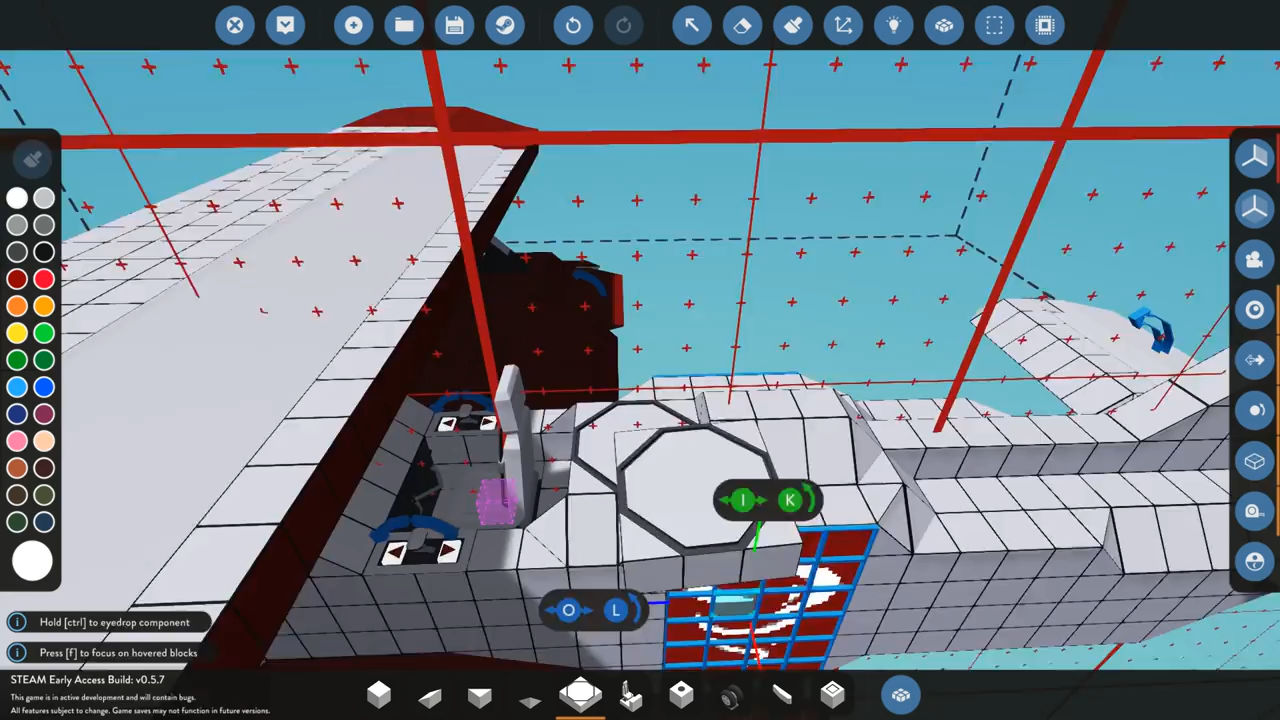 I K
O L
Hold [ctrl] to eyedrop component
Press [f] to focus on hovered blocks
STEAM Early Access Build: v0.5.7
This game is in active development and will contain bugs.
All features subject to change. Game saves may not function in future versions.